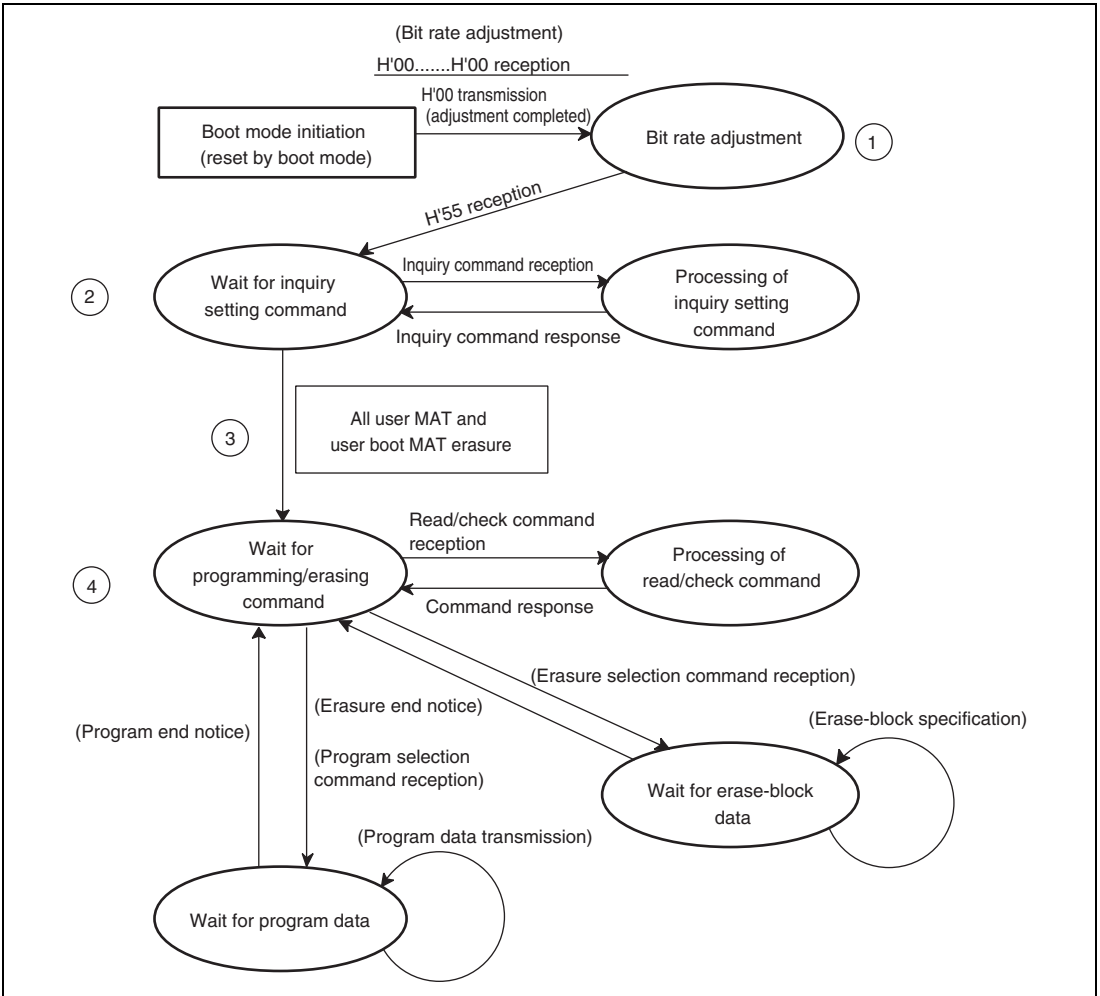 (Bit rate adjustment)
H'00.......H'00 reception
H'00 transmission
(adjustment completed)
Boot mode initiation
(reset by boot mode)
Bit rate adjustment
1
H'55 reception
2
Wait for inquiry
setting command
Inquiry command reception
Inquiry command response
Processing of
inquiry setting
command
3
All user MAT and
user boot MAT erasure
4
Wait for
programming/erasing
command
Read/check command
reception
Command response
Processing of
read/check command
(Erasure selection command reception)
(Program end notice)
(Erasure end notice)
(Program selection
command reception)
(Erase-block specification)
Wait for erase-block
data
(Program data transmission)
Wait for program data